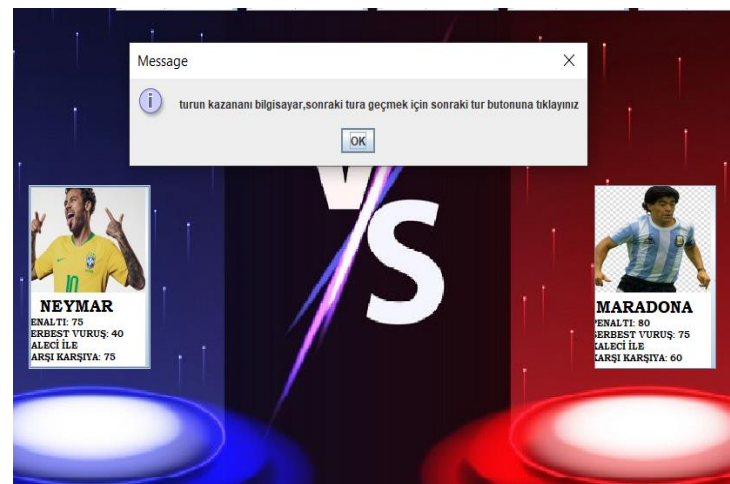 Message
turun kazananı bilgisayar,sonraki tura geçmek için sonraki tur butonuna tıklayınız
OK
VS
10
NEYMAR
ENALTI: 75
ERBEST VURUŞ: 40
ALECİ İLE
ARŞI KARŞIYA: 75
MARADONA
PENALTI: 80
SERBEST VURUŞ: 75
KALECİ İLE
KARŞI KARŞIYA: 60